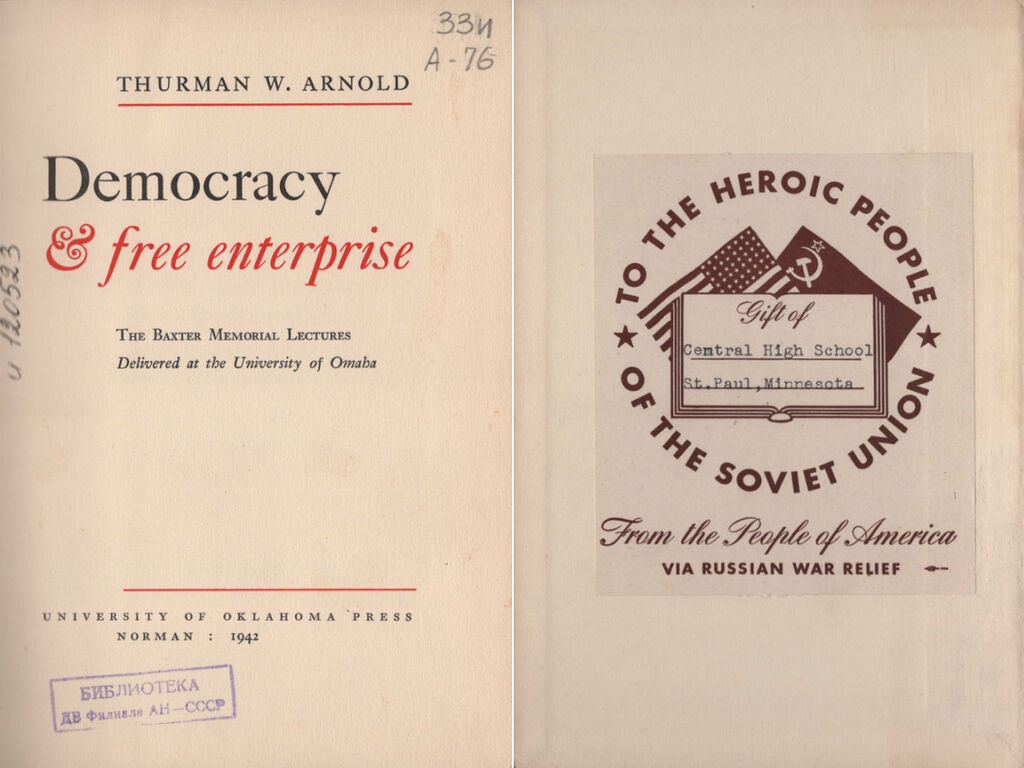 33и
А-76
THURMAN W. ARNOLD
Democracy
& free enterprise
THE BAXTER MEMORIAL LECTURES
Delivered at the University of Omaha
и 120523
UNIVERSITY OF OKLAHOMA PRESS
NORMAN : 1942
БИБЛИОТЕКА
ДВ Филиала АН—СССР
★ TO THE HEROIC PEOPLE ★
OF THE SOVIET UNION
Gift of
Cemtral High School
St.Paul,Minnesota
From the People of America
VIA RUSSIAN WAR RELIEF